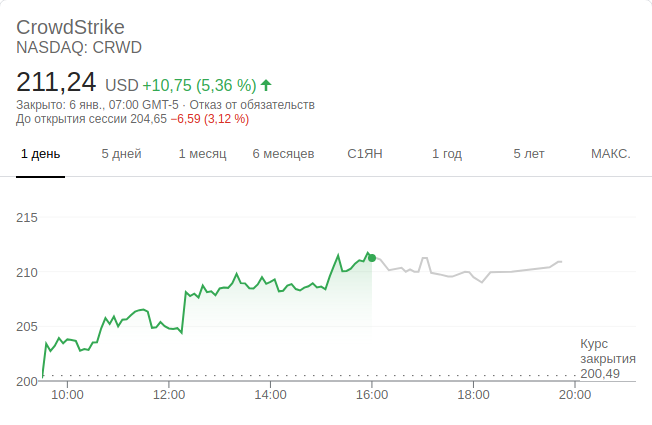 CrowdStrike
NASDAQ: CRWD
211,24 USD +10,75 (5,36 %)
Закрыто: 6 янв., 07:00 GMT-5 · Отказ от обязательств
До открытия сессии 204,65 −6,59 (3,12 %)
1 день 5 дней 1 месяц 6 месяцев С1ЯН 1 год 5 лет МАКС.
215
210
205
Курс
закрытия
200,49
200
10:00 12:00 14:00 16:00 18:00 20:00